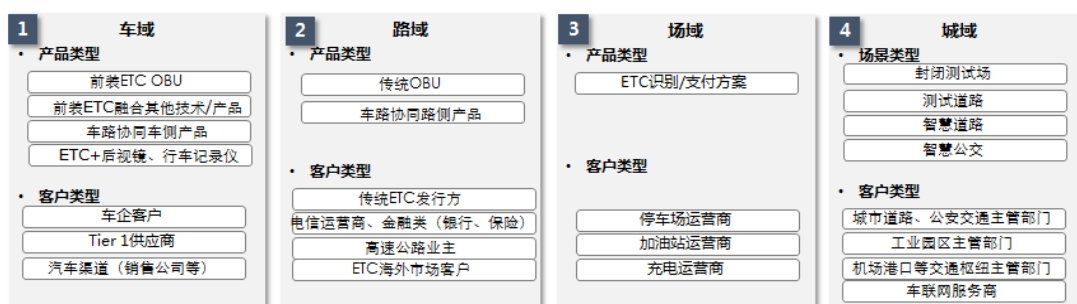 1
车域
• 产品类型
前装ETC OBU
前装ETC融合其他技术/产品
车路协同车侧产品
ETC+后视镜、行车记录仪
• 客户类型
车企客户
Tier 1供应商
汽车渠道（销售公司等）
2
路域
• 产品类型
传统OBU
车路协同路侧产品
• 客户类型
传统ETC发行方
电信运营商、金融类（银行、保险）
高速公路业主
ETC海外市场客户
3
场域
• 产品类型
ETC识别/支付方案
• 客户类型
停车场运营商
加油站运营商
充电运营商
4
城域
• 场景类型
封闭测试场
测试道路
智慧道路
智慧公交
• 客户类型
城市道路、公安交通主管部门
工业园区主管部门
机场港口等交通枢纽主管部门
车联网服务商